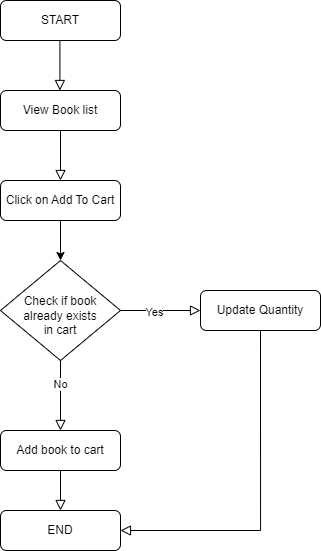 START
View Book list
Click on Add To Cart
Check if book
already exists
in cart
Yes
Update Quantity
No
Add book to cart
END